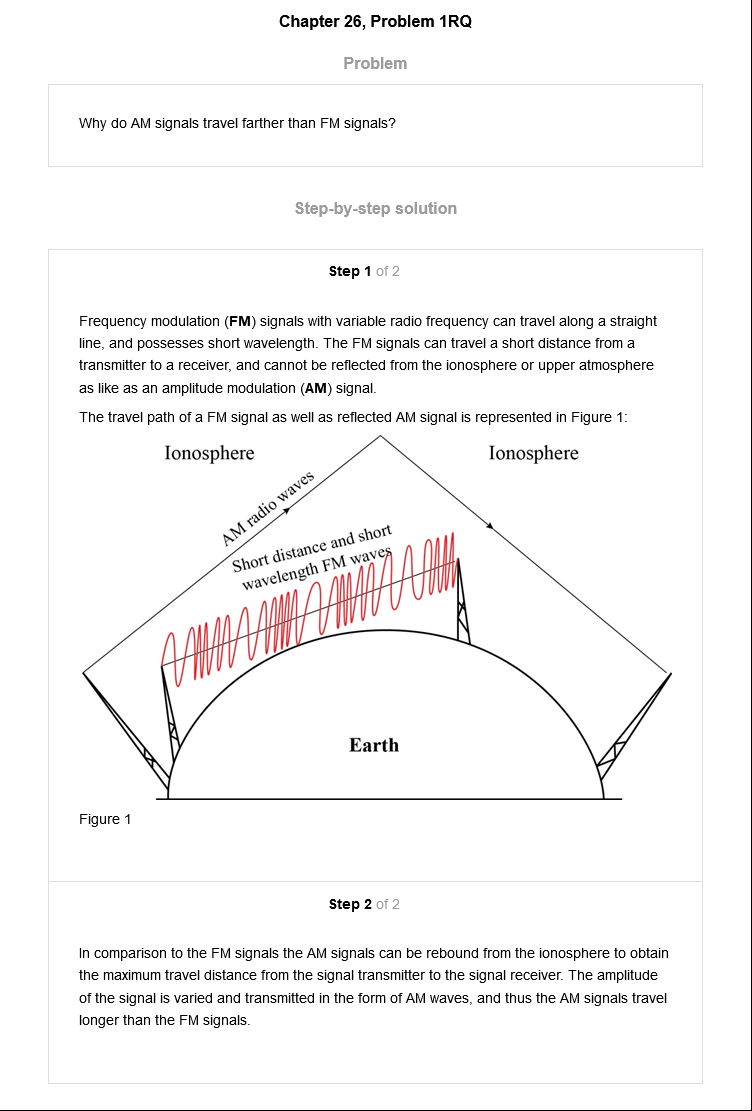 Chapter 26, Problem 1RQ
Problem
Why do AM signals travel farther than FM signals?
Step-by-step solution
Step 1 of 2
Frequency modulation (FM) signals with variable radio frequency can travel along a straight
line, and possesses short wavelength. The FM signals can travel a short distance from a
transmitter to a receiver, and cannot be reflected from the ionosphere or upper atmosphere
as like as an amplitude modulation (AM) signal.
The travel path of a FM signal as well as reflected AM signal is represented in Figure 1:
Ionosphere
Ionosphere
AM radio waves
Short distance and short
wavelength FM waves
Earth
Figure 1
Step 2 of 2
In comparison to the FM signals the AM signals can be rebound from the ionosphere to obtain
the maximum travel distance from the signal transmitter to the signal receiver. The amplitude
of the signal is varied and transmitted in the form of AM waves, and thus the AM signals travel
longer than the FM signals.